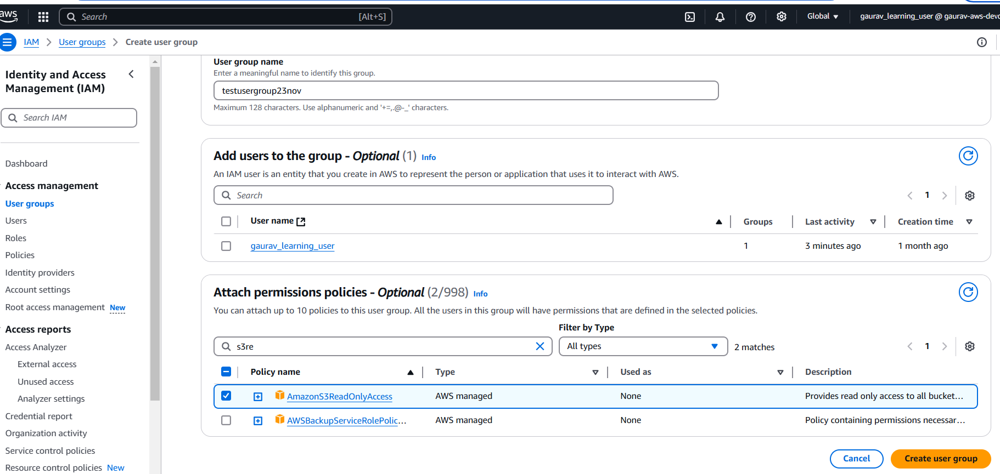 aws
Search [Alt+S]
Global
gaurav_learning_user @ gaurav-aws-devo
IAM > User groups > Create user group
Identity and Access Management (IAM)
Search IAM
Dashboard
Access management
User groups
Users
Roles
Policies
Identity providers
Account settings
Root access management New
Access reports
Access Analyzer
External access
Unused access
Analyzer settings
Credential report
Organization activity
Service control policies
Resource control policies New
User group name
Enter a meaningful name to identify this group.
testusergroup23nov
Maximum 128 characters. Use alphanumeric and '+=,.@-_' characters.
Add users to the group - Optional (1) Info
An IAM user is an entity that you create in AWS to represent the person or application that uses it to interact with AWS.
Search
1
User name Groups Last activity Creation time
gaurav_learning_user 1 3 minutes ago 1 month ago
Attach permissions policies - Optional (2/998) Info
You can attach up to 10 policies to this user group. All the users in this group will have permissions that are defined in the selected policies.
Filter by Type
s3re All types 2 matches 1
Policy name Type Used as Description
AmazonS3ReadOnlyAccess AWS managed None Provides read only access to all bucket...
AWSBackupServiceRolePolic... AWS managed None Policy containing permissions necessar...
Cancel Create user group